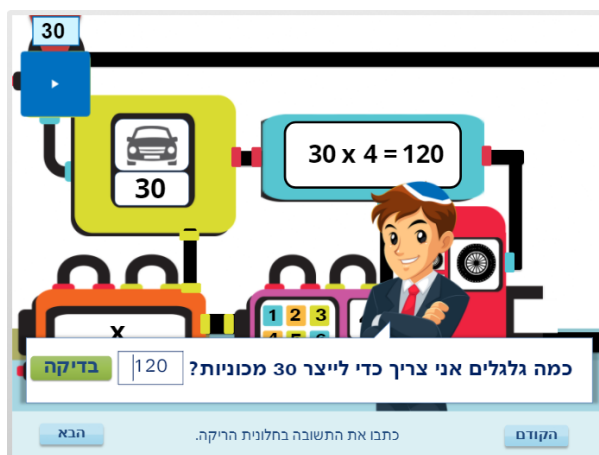 30
30
30 x 4 = 120
x
1 2 3
4 5 6
כמה גלגלים אני צריך כדי לייצר 30 מכוניות? 120 בדיקה
הקודם כתבו את התשובה בחלונית הריקה. הבא